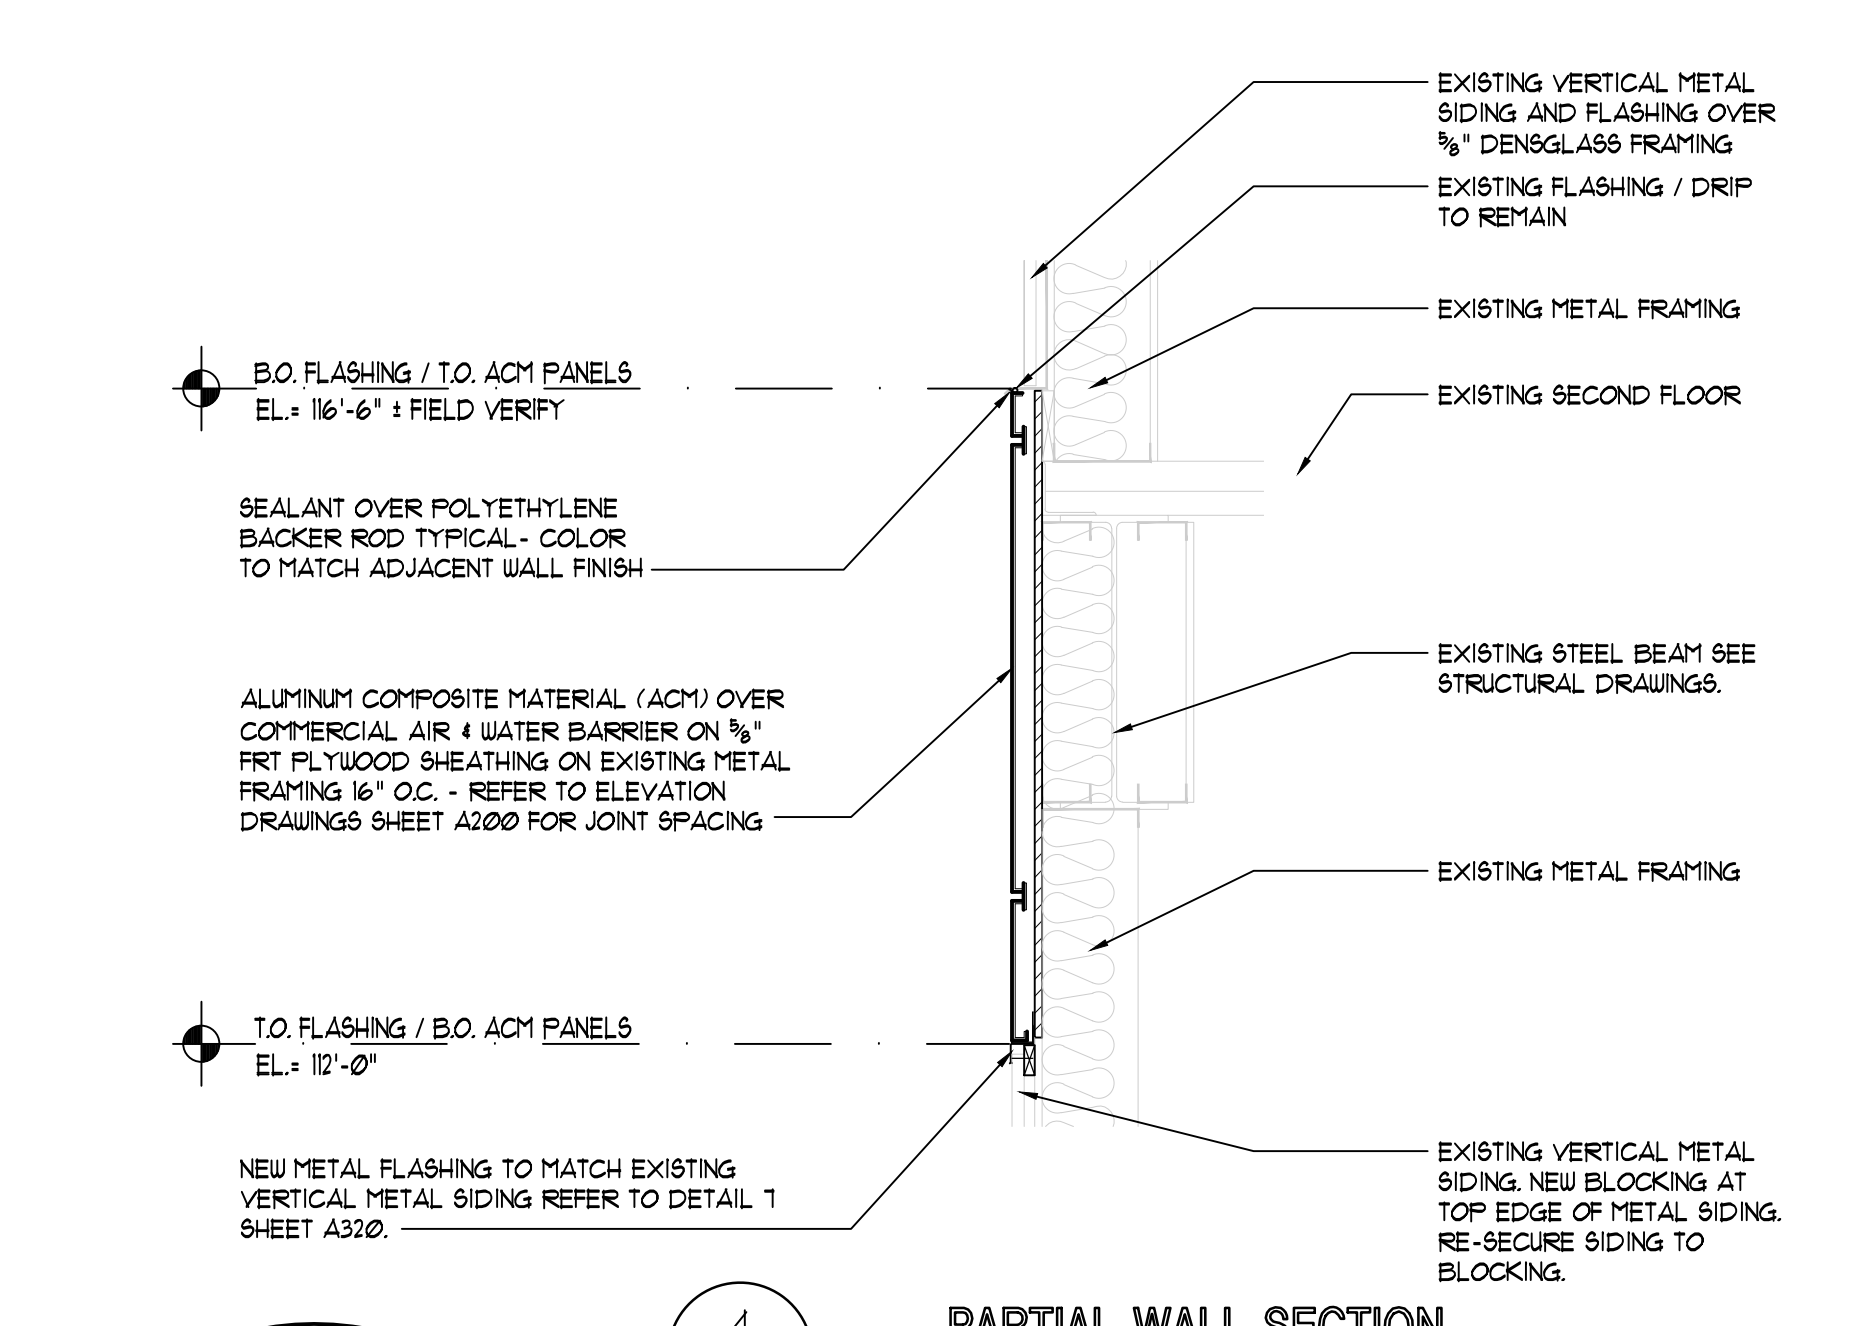 EXISTING VERTICAL METAL
SIDING AND FLASHING OVER
⅝" DENSGLASS FRAMING
EXISTING FLASHING / DRIP
TO REMAIN
EXISTING METAL FRAMING
B.O. FLASHING / T.O. ACM PANELS
EL.= 116'-6" ± FIELD VERIFY
EXISTING SECOND FLOOR
SEALANT OVER POLYETHYLENE
BACKER ROD TYPICAL- COLOR
TO MATCH ADJACENT WALL FINISH
EXISTING STEEL BEAM SEE
STRUCTURAL DRAWINGS.
ALUMINUM COMPOSITE MATERIAL (ACM) OVER
COMMERCIAL AIR & WATER BARRIER ON ⅝"
FRT PLYWOOD SHEATHING ON EXISTING METAL
FRAMING 16" O.C. - REFER TO ELEVATION
DRAWINGS SHEET A200 FOR JOINT SPACING
EXISTING METAL FRAMING
T.O. FLASHING / B.O. ACM PANELS
EL.= 112'-0"
NEW METAL FLASHING TO MATCH EXISTING
VERTICAL METAL SIDING REFER TO DETAIL 7
SHEET A320.
EXISTING VERTICAL METAL
SIDING. NEW BLOCKING AT
TOP EDGE OF METAL SIDING.
RE-SECURE SIDING TO
BLOCKING.
PARTIAL WALL SECTION